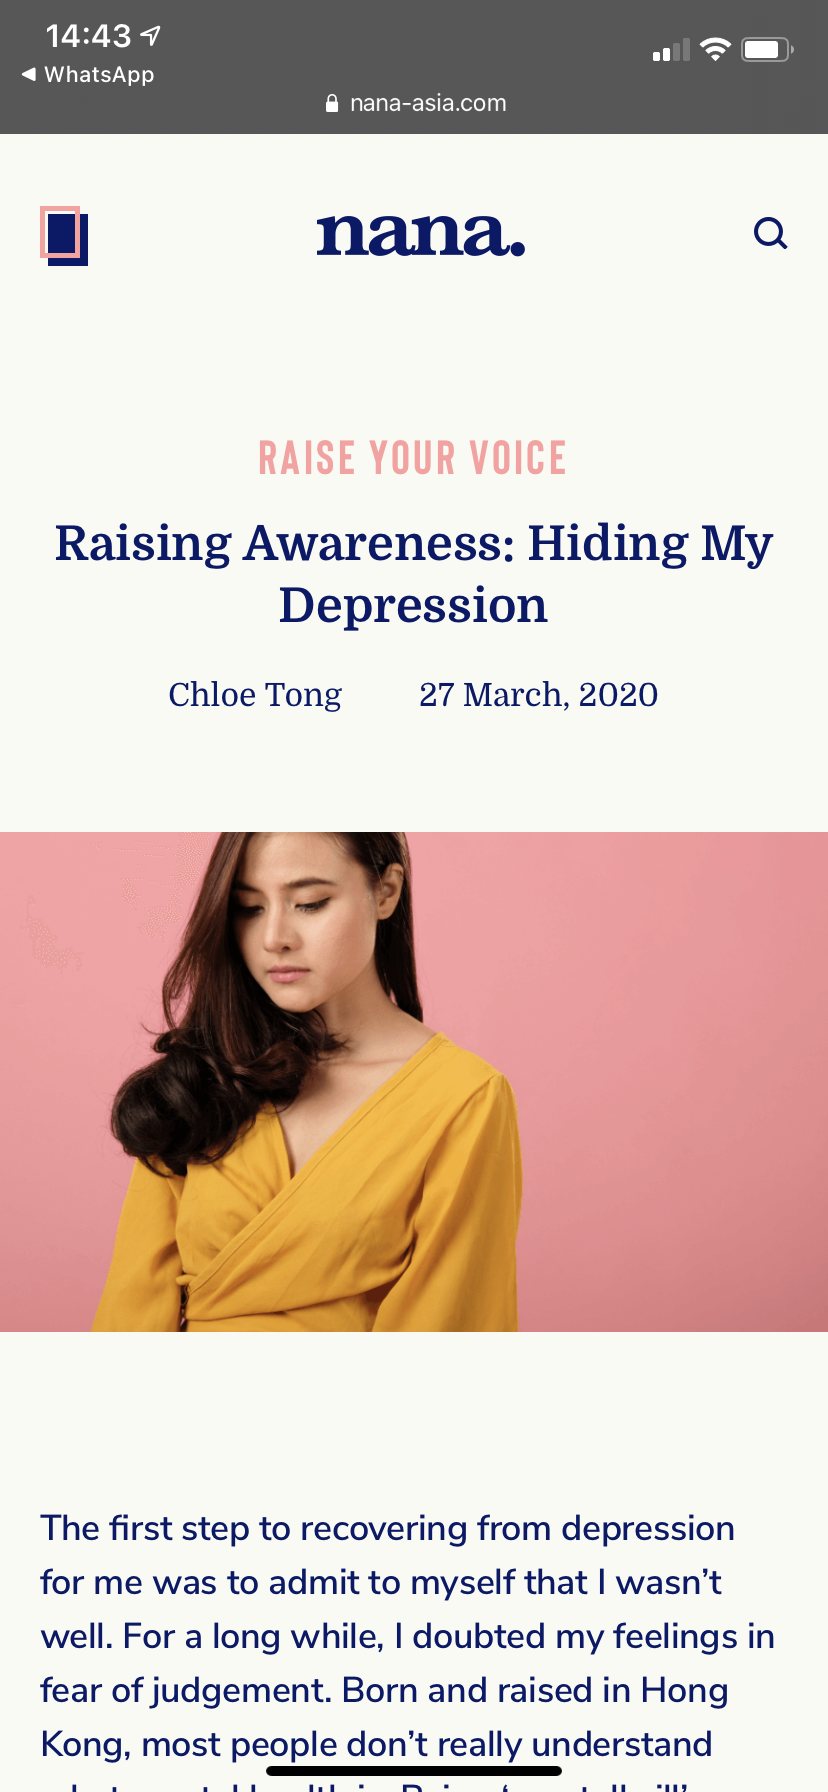 14:43
WhatsApp
nana-asia.com
nana.
RAISE YOUR VOICE
Raising Awareness: Hiding My
Depression
Chloe Tong 27 March, 2020
The first step to recovering from depression
for me was to admit to myself that I wasn’t
well. For a long while, I doubted my feelings in
fear of judgement. Born and raised in Hong
Kong, most people don’t really understand